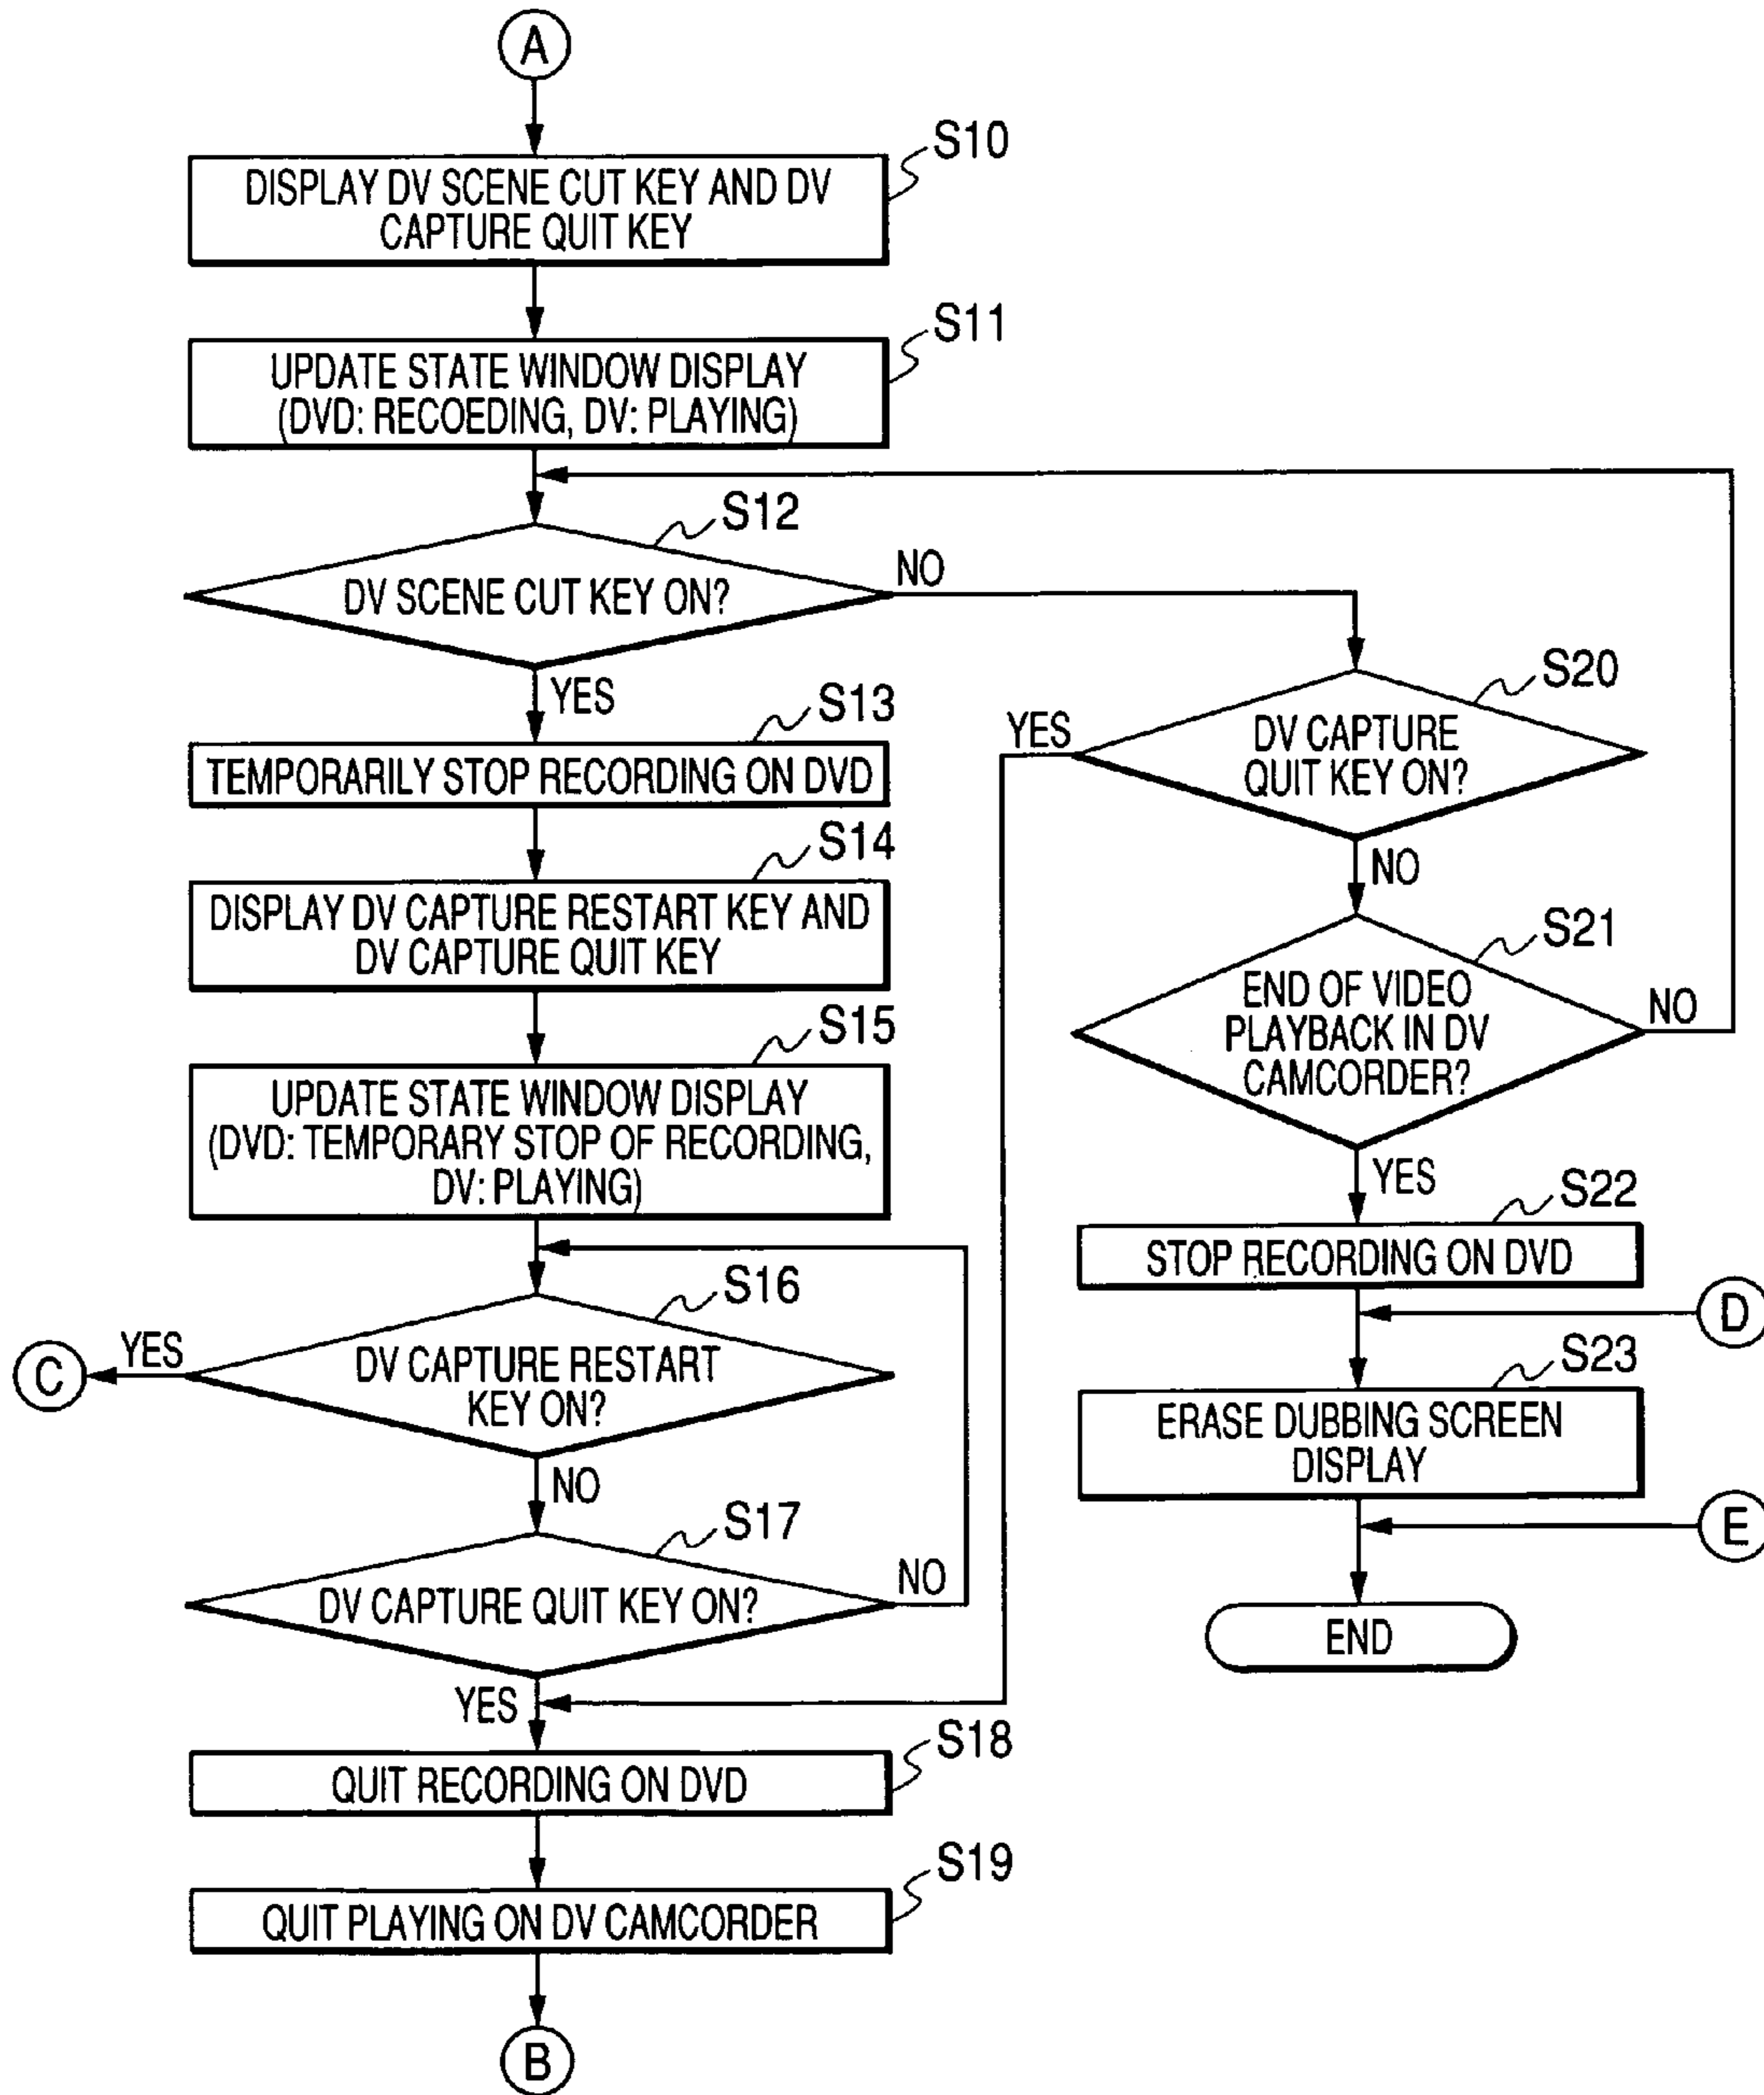 A
S10
DISPLAY DV SCENE CUT KEY AND DV
CAPTURE QUIT KEY
S11
UPDATE STATE WINDOW DISPLAY
(DVD: RECOEDING, DV: PLAYING)
S12
DV SCENE CUT KEY ON?
NO
YES
S13
TEMPORARILY STOP RECORDING ON DVD
S14
DISPLAY DV CAPTURE RESTART KEY AND
DV CAPTURE QUIT KEY
S15
UPDATE STATE WINDOW DISPLAY
(DVD: TEMPORARY STOP OF RECORDING,
DV: PLAYING)
S16
DV CAPTURE RESTART
KEY ON?
YES
C
NO
S17
DV CAPTURE QUIT KEY ON?
NO
YES
S18
QUIT RECORDING ON DVD
S19
QUIT PLAYING ON DV CAMCORDER
B
S20
DV CAPTURE
QUIT KEY ON?
YES
NO
S21
END OF VIDEO
PLAYBACK IN DV
CAMCORDER?
NO
YES
S22
STOP RECORDING ON DVD
D
S23
ERASE DUBBING SCREEN
DISPLAY
E
END